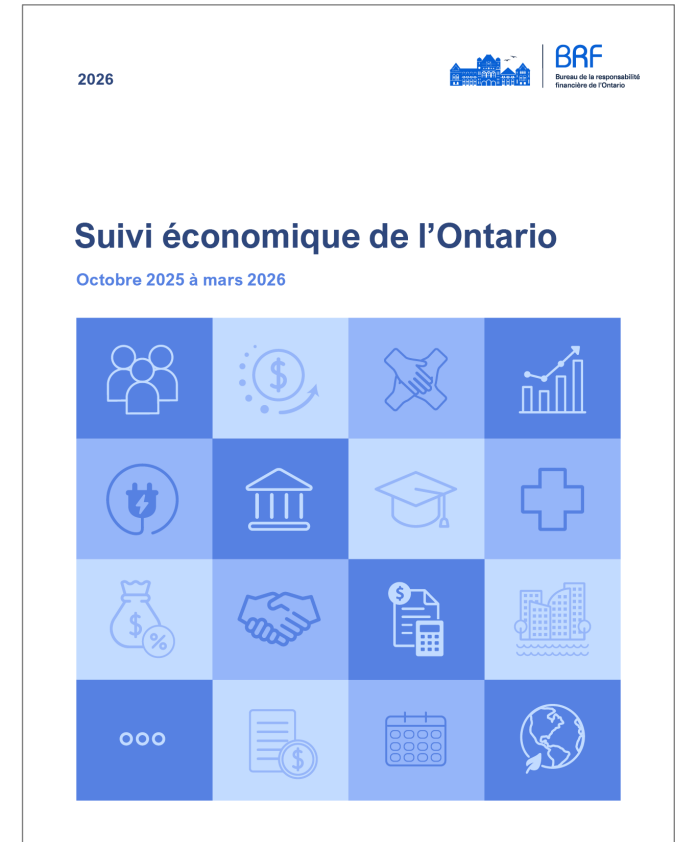 2026
BRF
Bureau de la responsabilité
financière de l'Ontario
Suivi économique de l'Ontario
Octobre 2025 à mars 2026
$
$
$
%
$
$